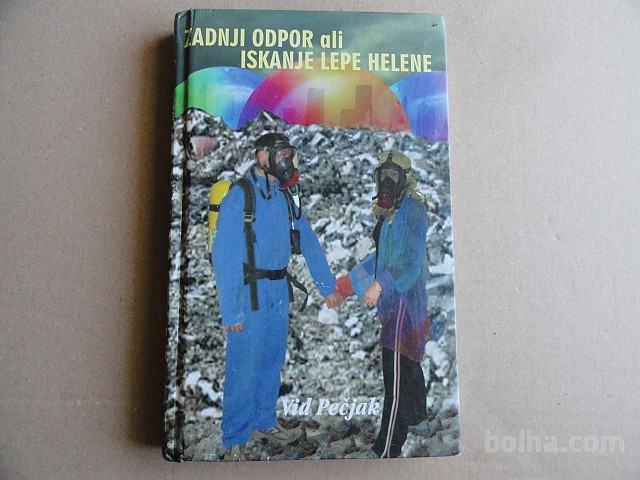 ZADNJI ODPOR ali
ISKANJE LEPE HELENE
Vid Pečjak
bolha.com